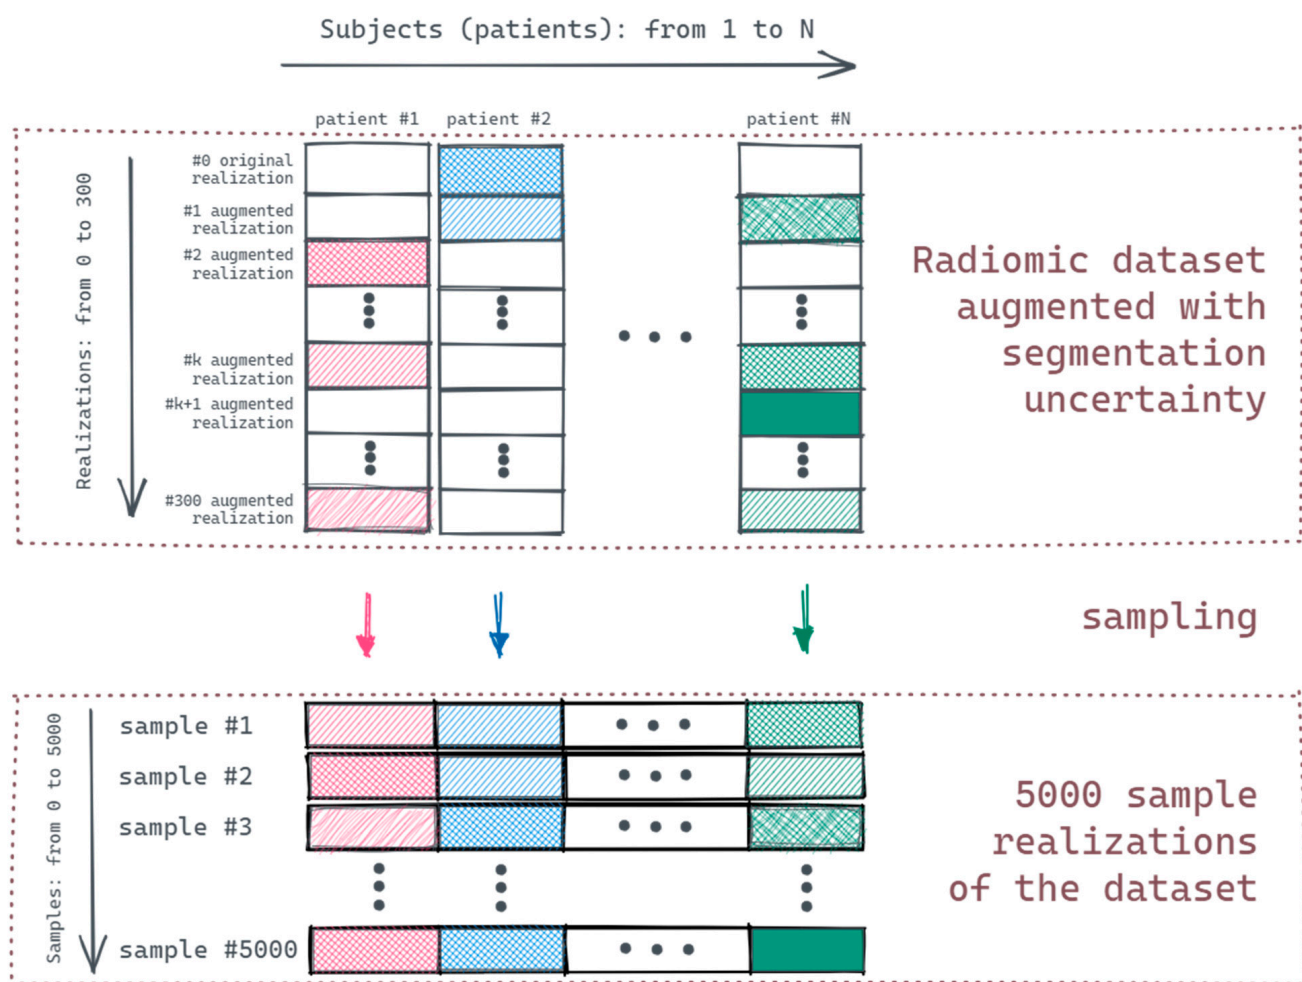 Subjects (patients): from 1 to N
patient #1
patient #2
patient #N
Realizations: from 0 to 300
#0 original
realization
#1 augmented
realization
#2 augmented
realization
#k augmented
realization
#k+1 augmented
realization
#300 augmented
realization
Radiomic dataset
augmented with
segmentation
uncertainty
sampling
Samples: from 0 to 5000
sample #1
sample #2
sample #3
sample #5000
5000 sample
realizations
of the dataset